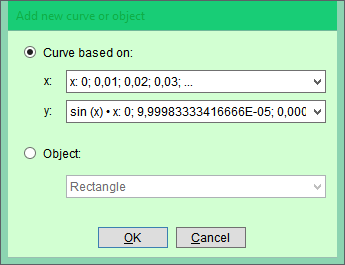 Add new curve or object
Curve based on:
x: x: 0; 0,01; 0,02; 0,03; ...
y: sin (x) • x: 0; 9,99983333416666E-05; 0,000
Object:
Rectangle
OK Cancel